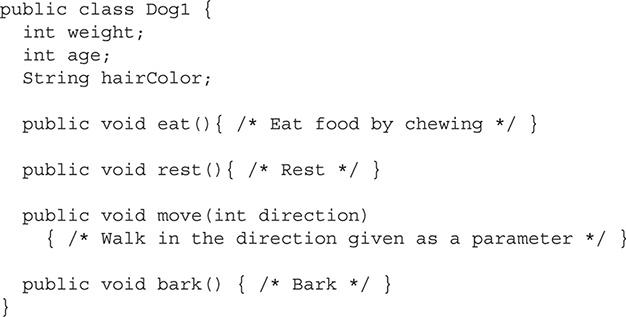 public class Dog1 {
  int weight;
  int age;
  String hairColor;

  public void eat(){ /* Eat food by chewing */ }

  public void rest(){ /* Rest */ }

  public void move(int direction)
    { /* Walk in the direction given as a parameter */ }

  public void bark() { /* Bark */ }
}